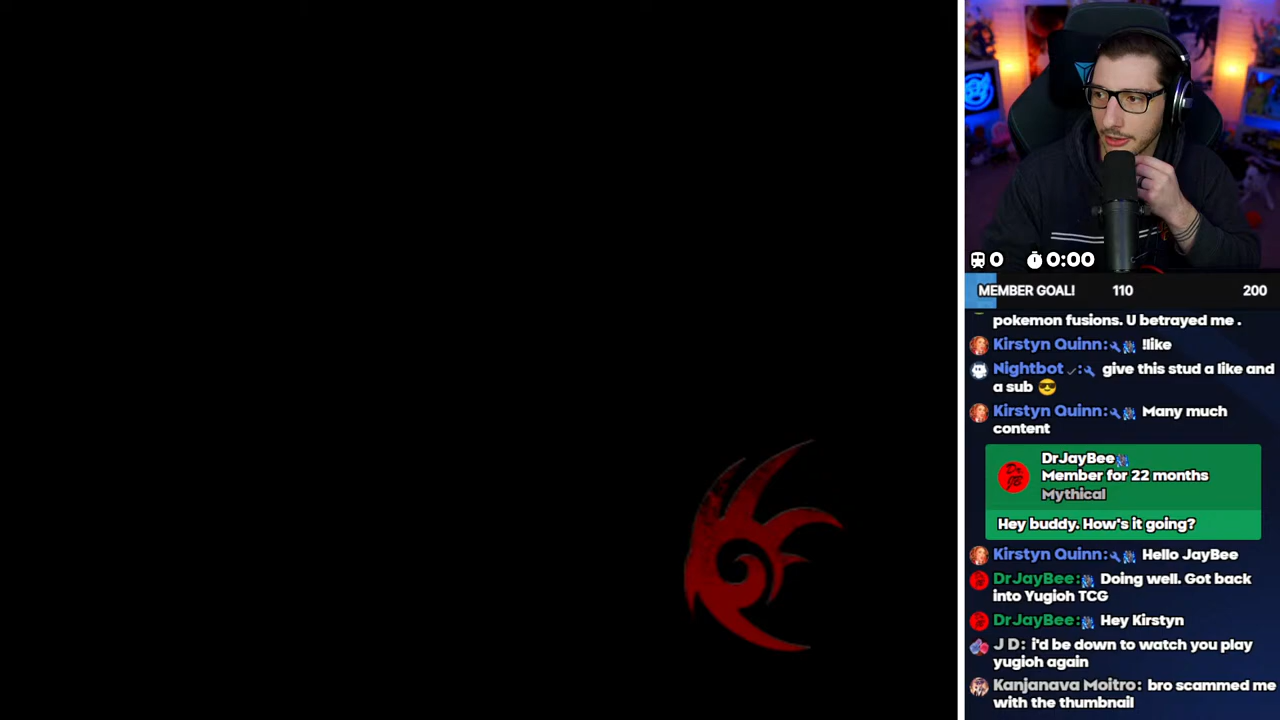 0 0:00
MEMBER GOAL! 110 200
pokemon fusions. U betrayed me .
Kirstyn Quinn: !like
Nightbot : give this stud a like and
a sub 😎
Kirstyn Quinn: Many much
content
DrJayBee
Member for 22 months
Mythical
Hey buddy. How's it going?
Kirstyn Quinn: Hello JayBee
DrJayBee: Doing well. Got back
into Yugioh TCG
DrJayBee: Hey Kirstyn
J D: i'd be down to watch you play
yugioh again
Kanjanava Moitro: bro scammed me
with the thumbnail